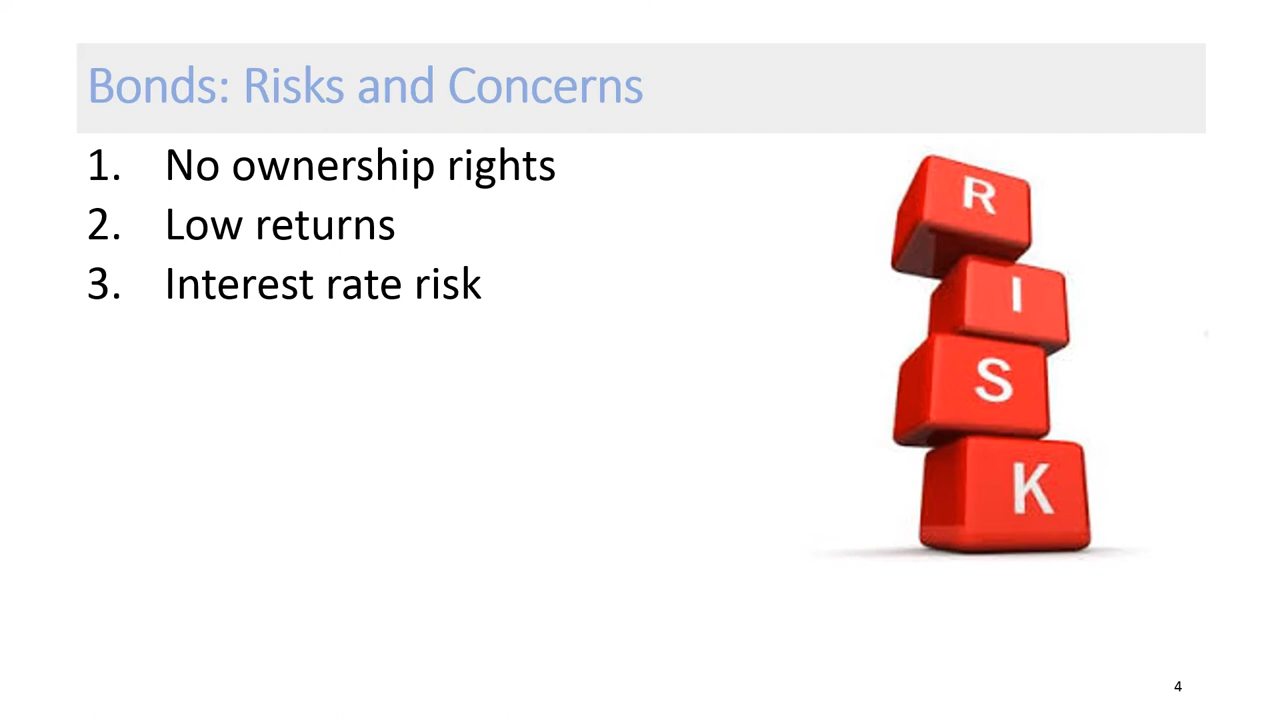 Bonds: Risks and Concerns
1. No ownership rights
2. Low returns
3. Interest rate risk
R
I
S
K
4